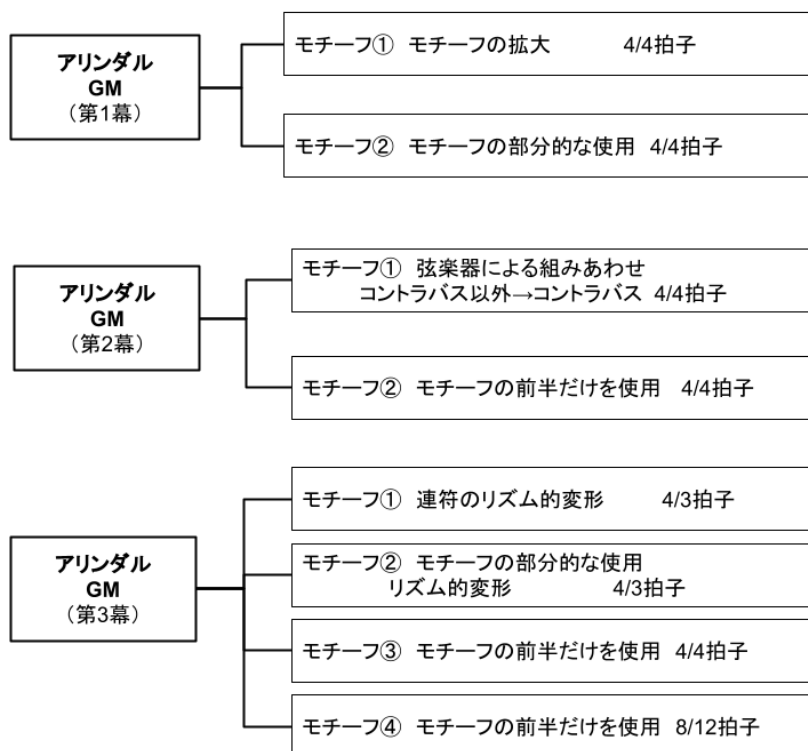 アリンダル
GM
（第1幕）
モチーフ① モチーフの拡大 4/4拍子
モチーフ② モチーフの部分的な使用 4/4拍子
アリンダル
GM
（第2幕）
モチーフ① 弦楽器による組みあわせ
コントラバス以外→コントラバス 4/4拍子
モチーフ② モチーフの前半だけを使用 4/4拍子
アリンダル
GM
（第3幕）
モチーフ① 連符のリズム的変形 4/3拍子
モチーフ② モチーフの部分的な使用
リズム的変形 4/3拍子
モチーフ③ モチーフの前半だけを使用 4/4拍子
モチーフ④ モチーフの前半だけを使用 8/12拍子